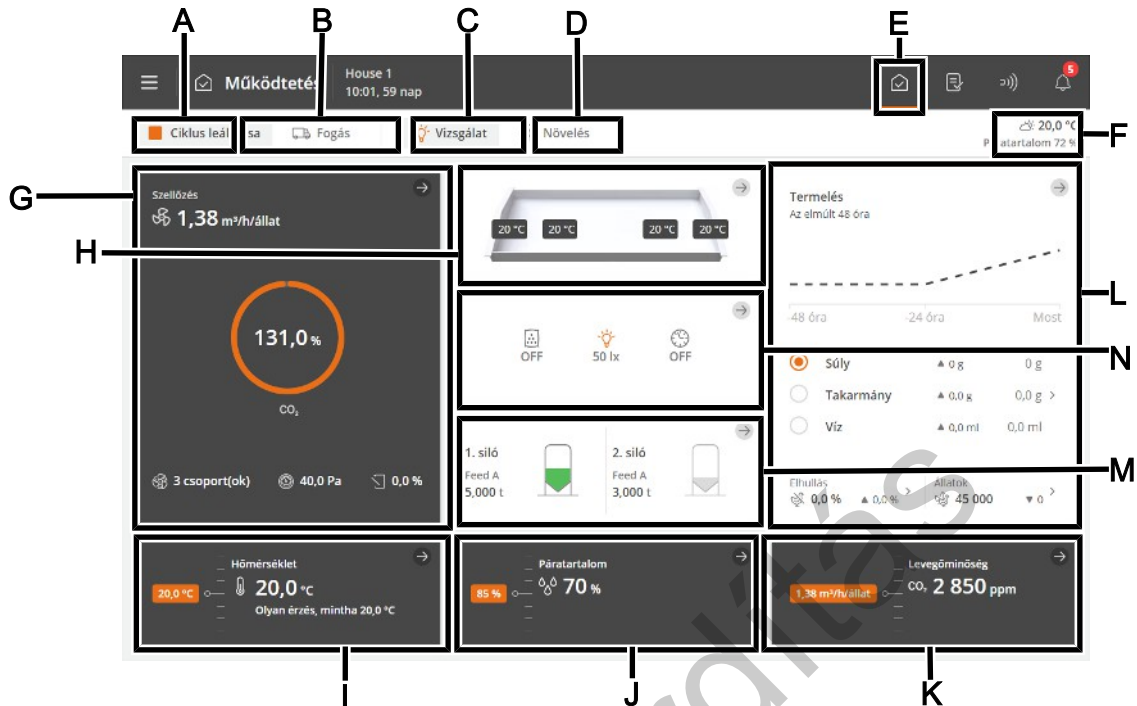 A
B
C
D
E
Működtetés
House 1
10:01, 59 nap
5
Ciklus leál
sa
Fogás
Vizsgálat
Növelés
20,0 °C
P atartalom 72 %
F
G
Szellőzés
1,38 m³/h/állat
131,0 %
CO₂
3 csoport(ok)
40,0 Pa
0,0 %
H
20 °C
20 °C
20 °C
20 °C
OFF
50 lx
OFF
N
1. siló
Feed A
5,000 t
2. siló
Feed A
3,000 t
M
Termelés
Az elmúlt 48 óra
-48 óra
-24 óra
Most
L
Súly ▲ 0 g 0 g
Takarmány ▲ 0,0 g 0,0 g >
Víz ▲ 0,0 ml 0,0 ml
Elhullás
0,0 % ▲ 0,0 % >
Állatok
45 000 ▼ 0 >
20,0 °C
Hőmérséklet
20,0 °C
Olyan érzés, mintha 20,0 °C
85 %
Páratartalom
70 %
1,38 m³/h/állat
Levegőminőség
CO₂ 2 850 ppm
I
J
K
rdítás